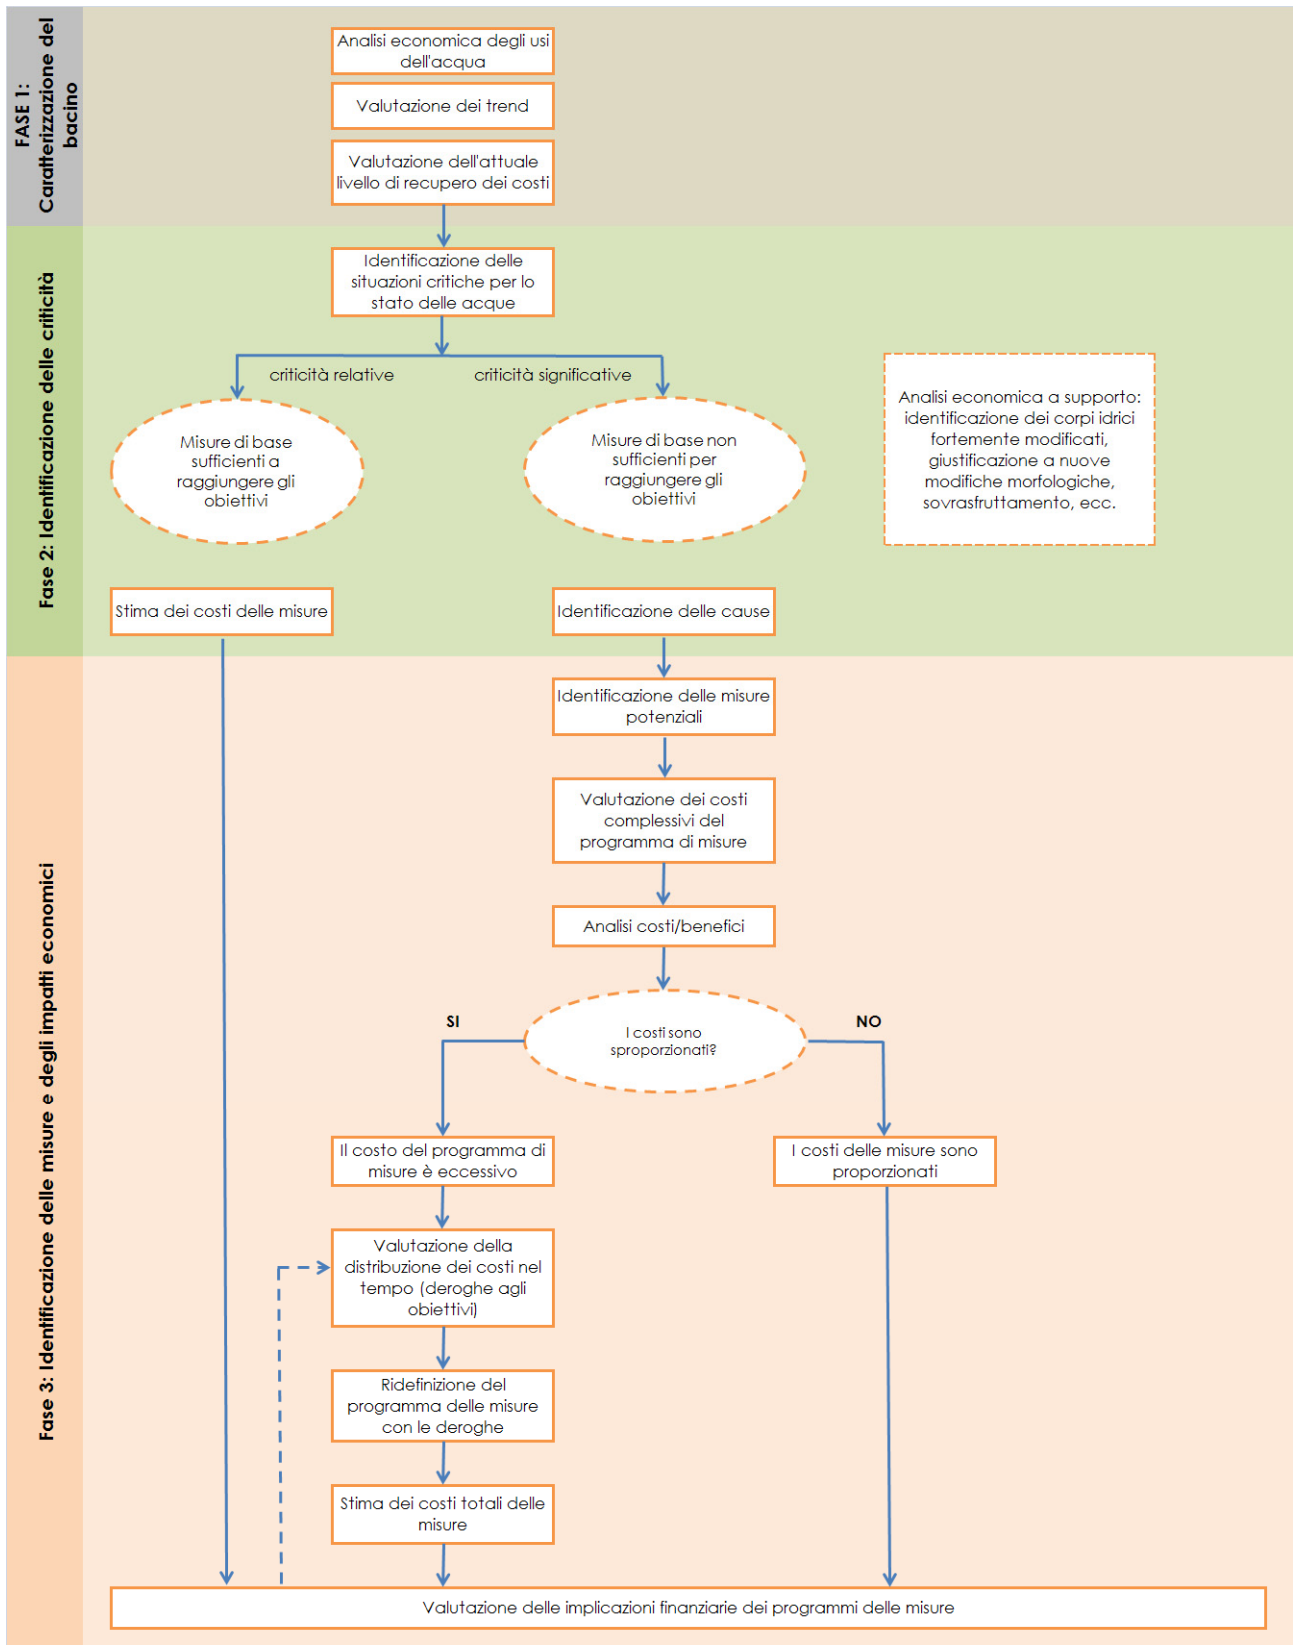 FASE 1:
Caratterizzazione del
bacino
Analisi economica degli usi
dell'acqua
Valutazione dei trend
Valutazione dell'attuale
livello di recupero dei costi
Fase 2: Identificazione delle criticità
Identificazione delle
situazioni critiche per lo
stato delle acque
criticità relative
criticità significative
Misure di base
sufficienti a
raggiungere gli
obiettivi
Misure di base non
sufficienti per
raggiungere gli
obiettivi
Analisi economica a supporto:
identificazione dei corpi idrici
fortemente modificati,
giustificazione a nuove
modifiche morfologiche,
sovrasfruttamento, ecc.
Stima dei costi delle misure
Identificazione delle cause
Fase 3: Identificazione delle misure e degli impatti economici
Identificazione delle misure
potenziali
Valutazione dei costi
complessivi del
programma di misure
Analisi costi/benefici
I costi sono
sproporzionati?
SI
NO
Il costo del programma di
misure è eccessivo
I costi delle misure sono
proporzionati
Valutazione della
distribuzione dei costi nel
tempo (deroghe agli
obiettivi)
Ridefinizione del
programma delle misure
con le deroghe
Stima dei costi totali delle
misure
Valutazione delle implicazioni finanziarie dei programmi delle misure